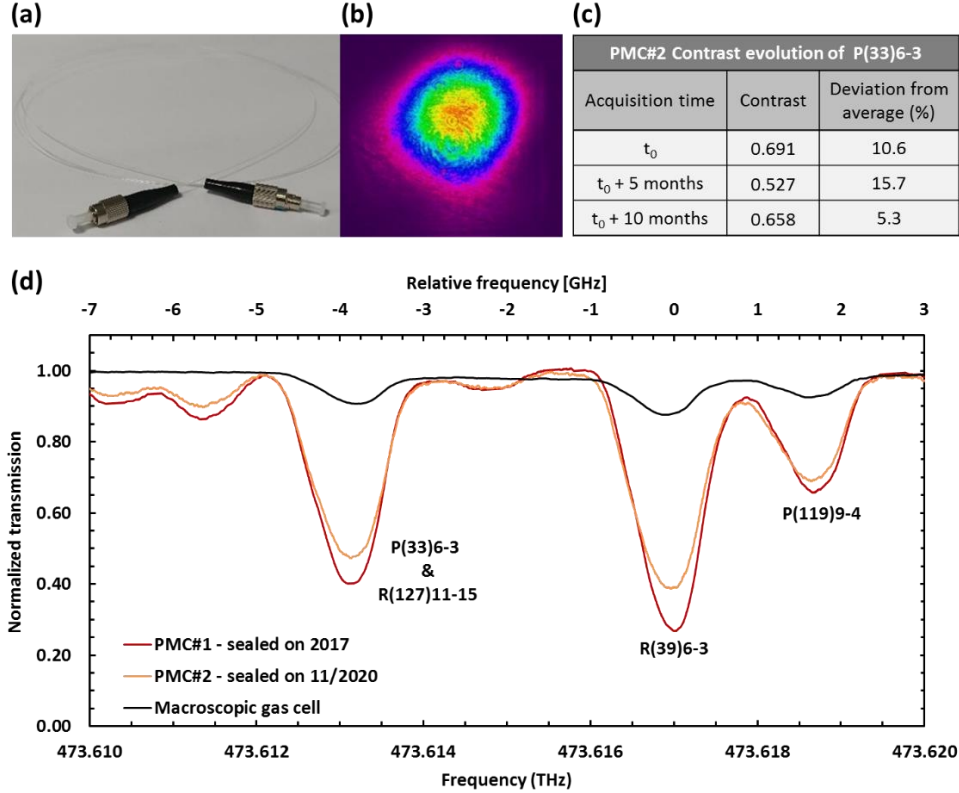 (a)
(b)
(c)
PMC#2 Contrast evolution of P(33)6-3
Acquisition time Contrast Deviation from average (%)
t₀ 0.691 10.6
t₀ + 5 months 0.527 15.7
t₀ + 10 months 0.658 5.3
(d)
Relative frequency [GHz]
-7 -6 -5 -4 -3 -2 -1 0 1 2 3
Normalized transmission
1.00
0.80
0.60
0.40
0.20
0.00
P(33)6-3
&
R(127)11-15
R(39)6-3
P(119)9-4
PMC#1 - sealed on 2017
PMC#2 - sealed on 11/2020
Macroscopic gas cell
473.610 473.612 473.614 473.616 473.618 473.620
Frequency (THz)